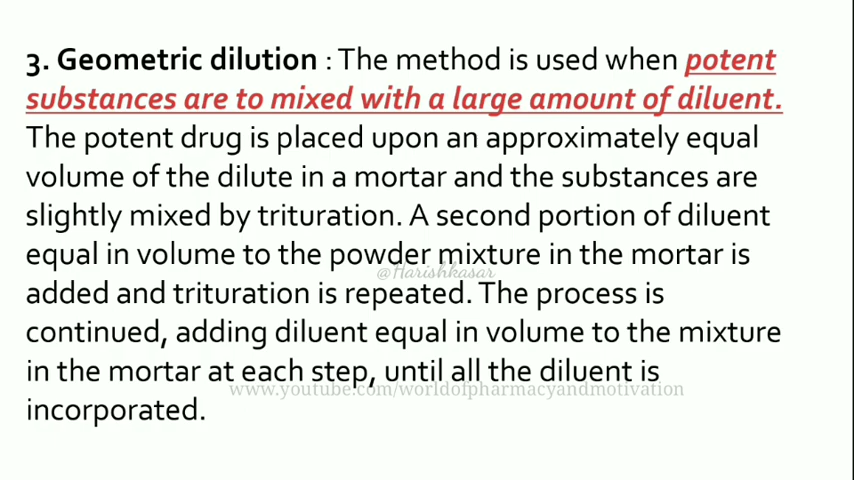 3. Geometric dilution : The method is used when potent
substances are to mixed with a large amount of diluent.
The potent drug is placed upon an approximately equal
volume of the dilute in a mortar and the substances are
slightly mixed by trituration. A second portion of diluent
equal in volume to the powder mixture in the mortar is
@Harishkasar
added and trituration is repeated. The process is
continued, adding diluent equal in volume to the mixture
in the mortar at each step, until all the diluent is
www.youtube.com/worldofpharmacyandmotivation
incorporated.